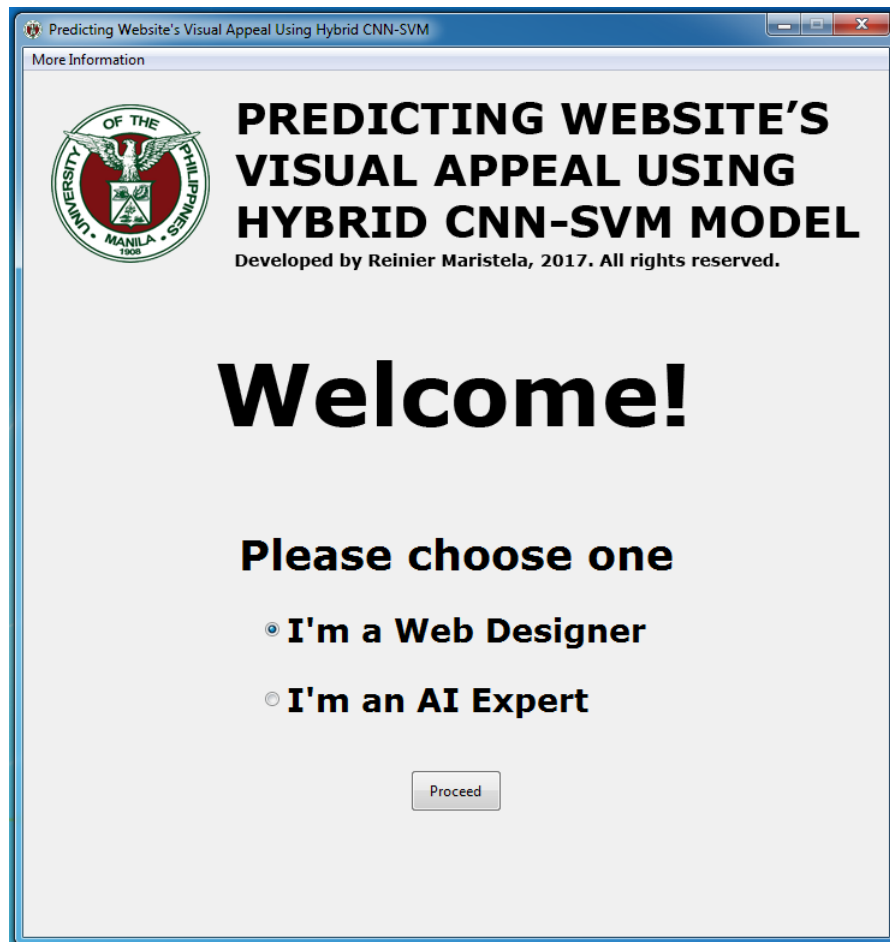 Predicting Website's Visual Appeal Using Hybrid CNN-SVM
More Information
UNIVERSITY OF THE PHILIPPINES
MANILA
1908
PREDICTING WEBSITE’S
VISUAL APPEAL USING
HYBRID CNN-SVM MODEL
Developed by Reinier Maristela, 2017. All rights reserved.
Welcome!
Please choose one
I'm a Web Designer
I'm an AI Expert
Proceed